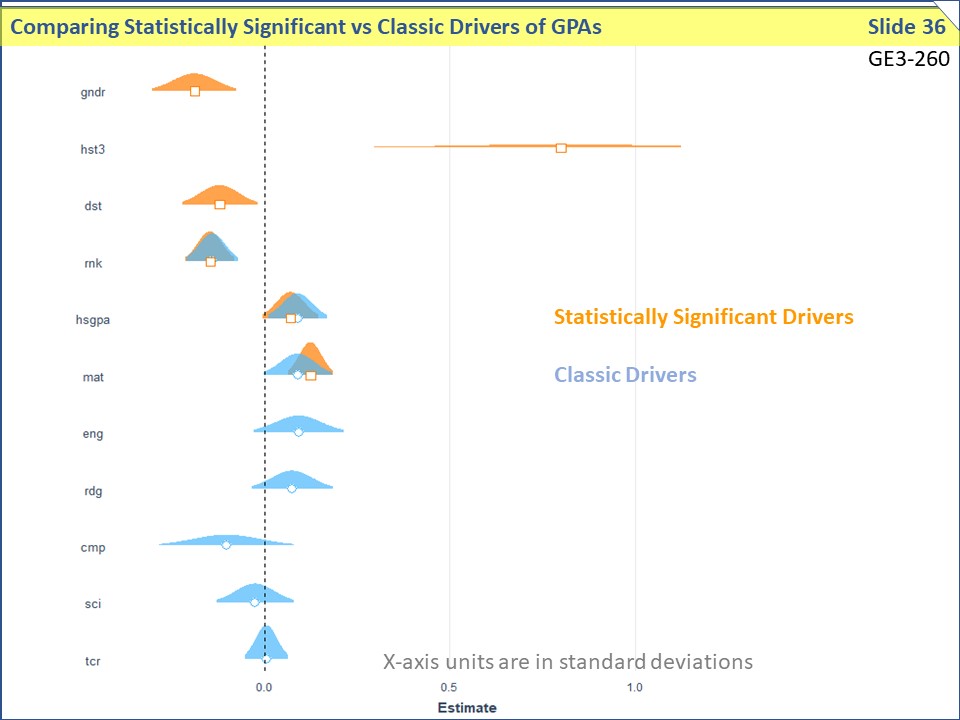 Comparing Statistically Significant vs Classic Drivers of GPAs Slide 36
GE3-260
gndr
hst3
dst
rnk
hsgpa
Statistically Significant Drivers
mat
Classic Drivers
eng
rdg
cmp
sci
tcr
X-axis units are in standard deviations
0.0 0.5 1.0
Estimate